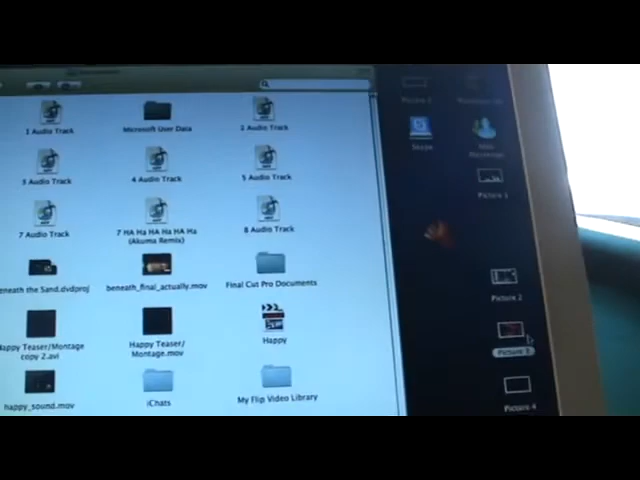 1 Audio Track
Microsoft User Data
2 Audio Track
Skype
3 Audio Track
4 Audio Track
5 Audio Track
Picture 1
7 Audio Track
7 HA Ha HA Ha HA Ha
(Akuma Remix)
8 Audio Track
eneath the Sand.dvdproj
beneath_final_actually.mov
Final Cut Pro Documents
Picture 2
appy Teaser/Montage
copy 2.avi
Happy Teaser/
Montage.mov
Happy
Picture 3
happy_sound.mov
iChats
My Flip Video Library
Picture 4